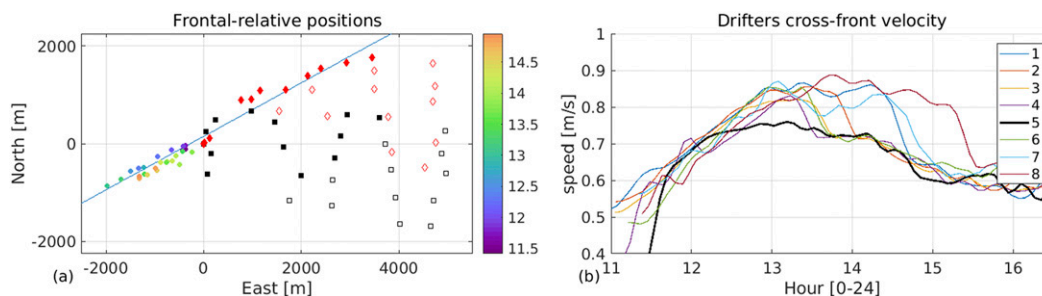 Frontal-relative positions
2000
0
-2000
North [m]
-2000 0 2000 4000
East [m]
(a)
14.5
14
13.5
13
12.5
12
11.5
Drifters cross-front velocity
1
0.9
0.8
0.7
0.6
0.5
0.4
speed [m/s]
11 12 13 14 15 16
Hour [0-24]
(b)
1
2
3
4
5
6
7
8